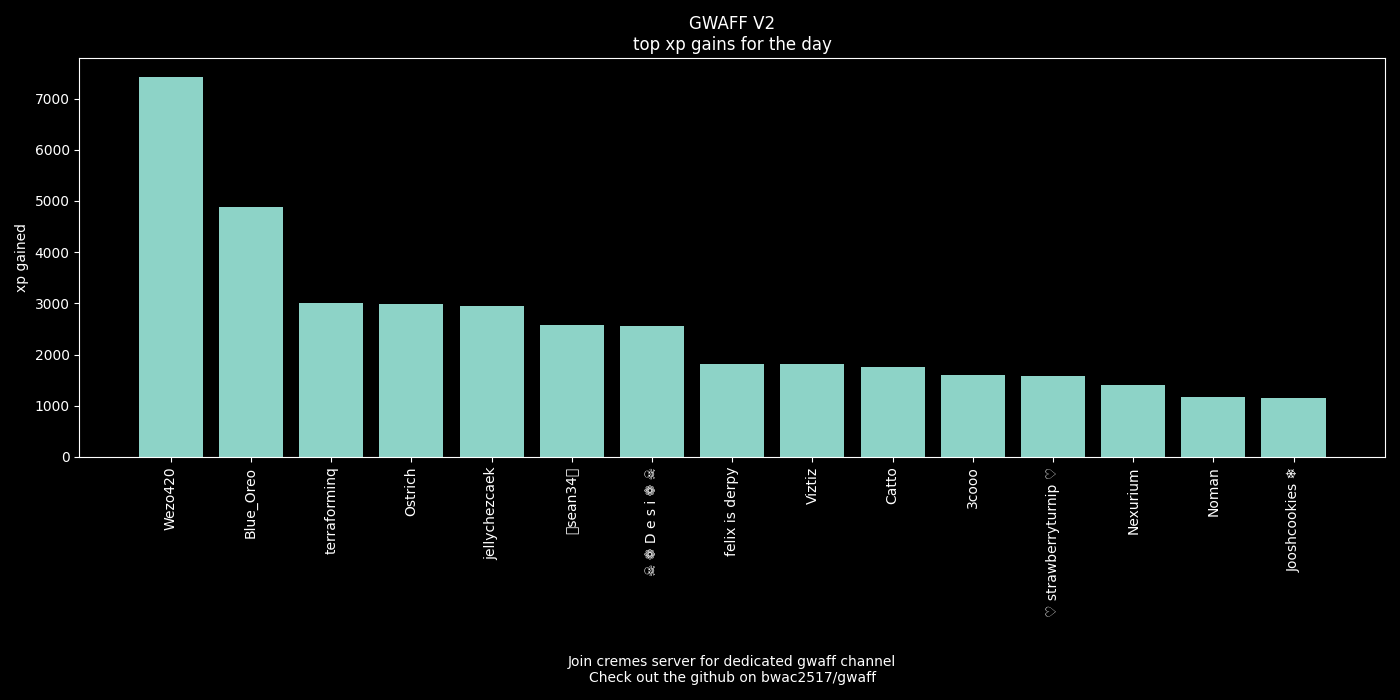 GWAFF V2
top xp gains for the day
xp gained
7000
6000
5000
4000
3000
2000
1000
0
Wezo420
Blue_Oreo
terraforminq
Ostrich
jellychezcaek
▯sean34▯
☠ ❁ D e s i ❁ ☠
felix is derpy
Viztiz
Catto
3cooo
♡ strawberryturnip ♡
Nexurium
Noman
Jooshcookies ❄
Join cremes server for dedicated gwaff channel
Check out the github on bwac2517/gwaff